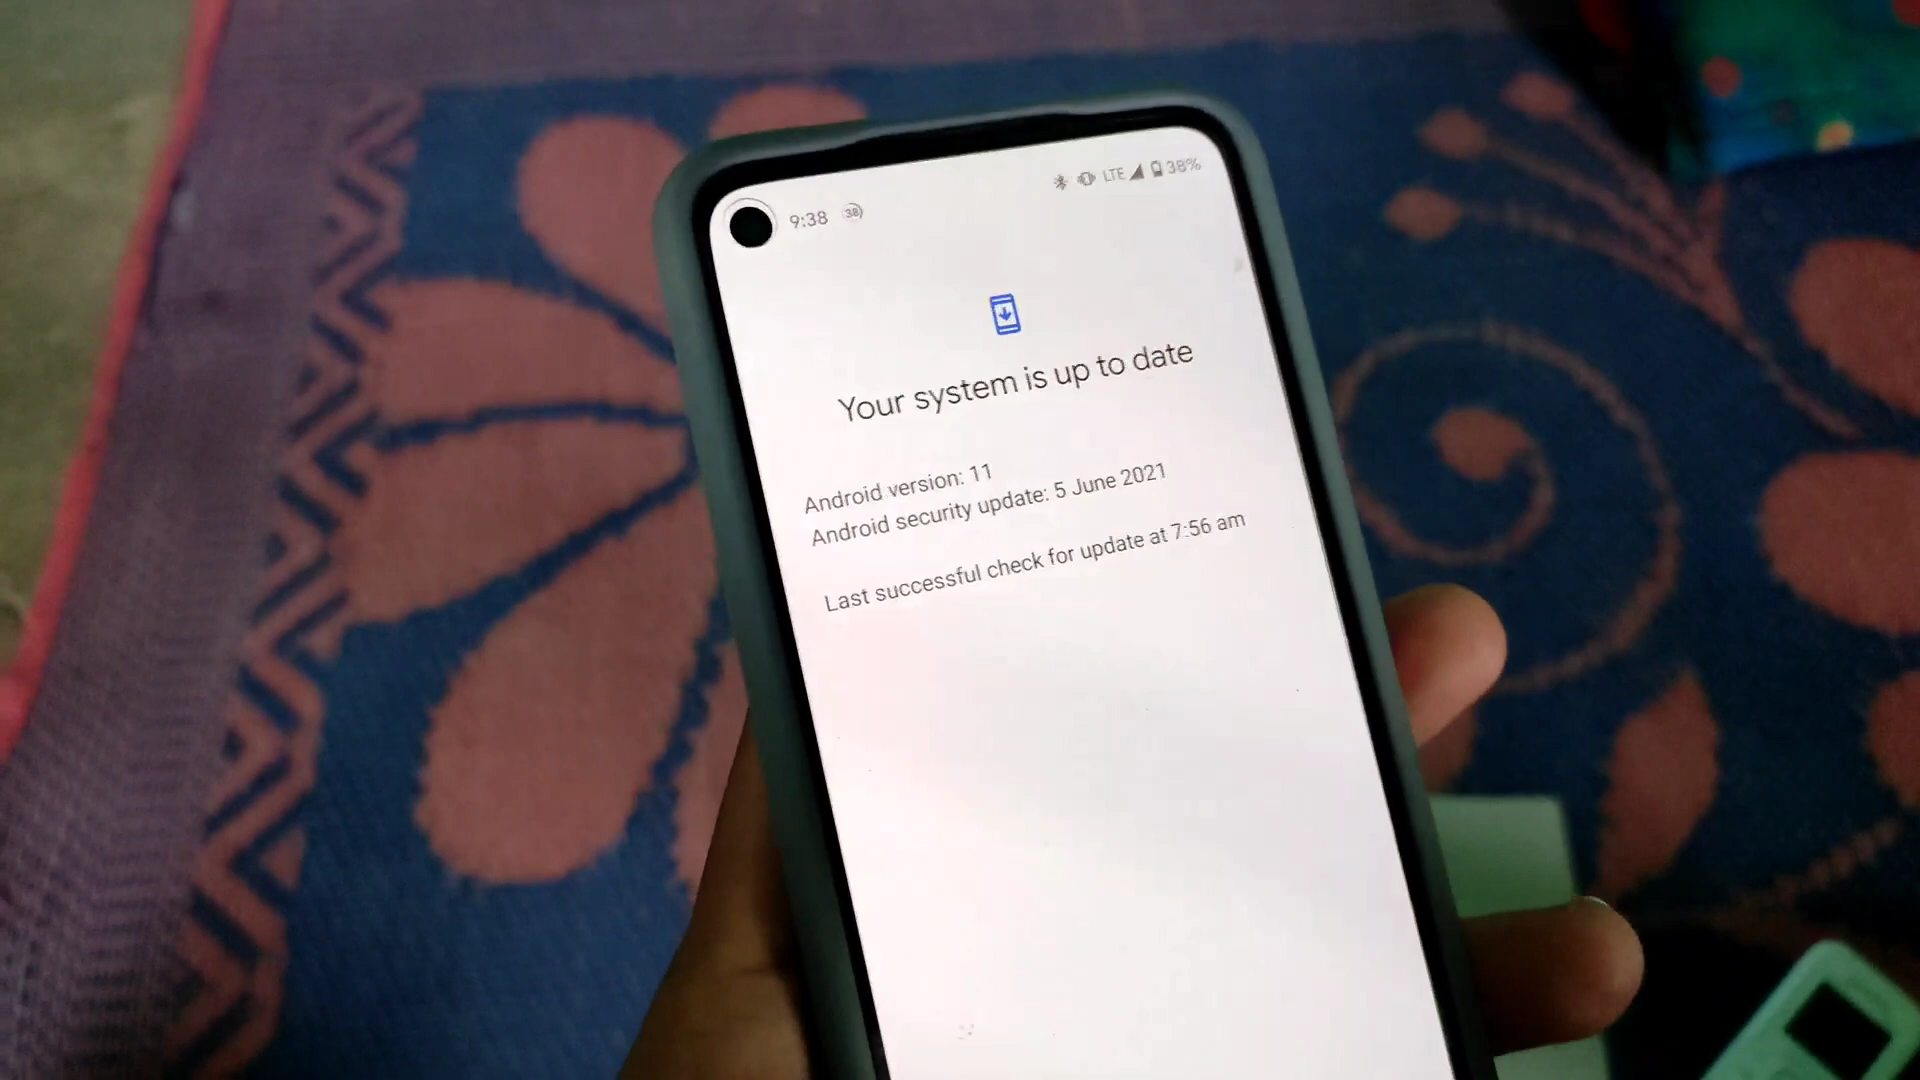 9:38 38 LTE 38%
Your system is up to date
Android version: 11
Android security update: 5 June 2021
Last successful check for update at 7:56 am